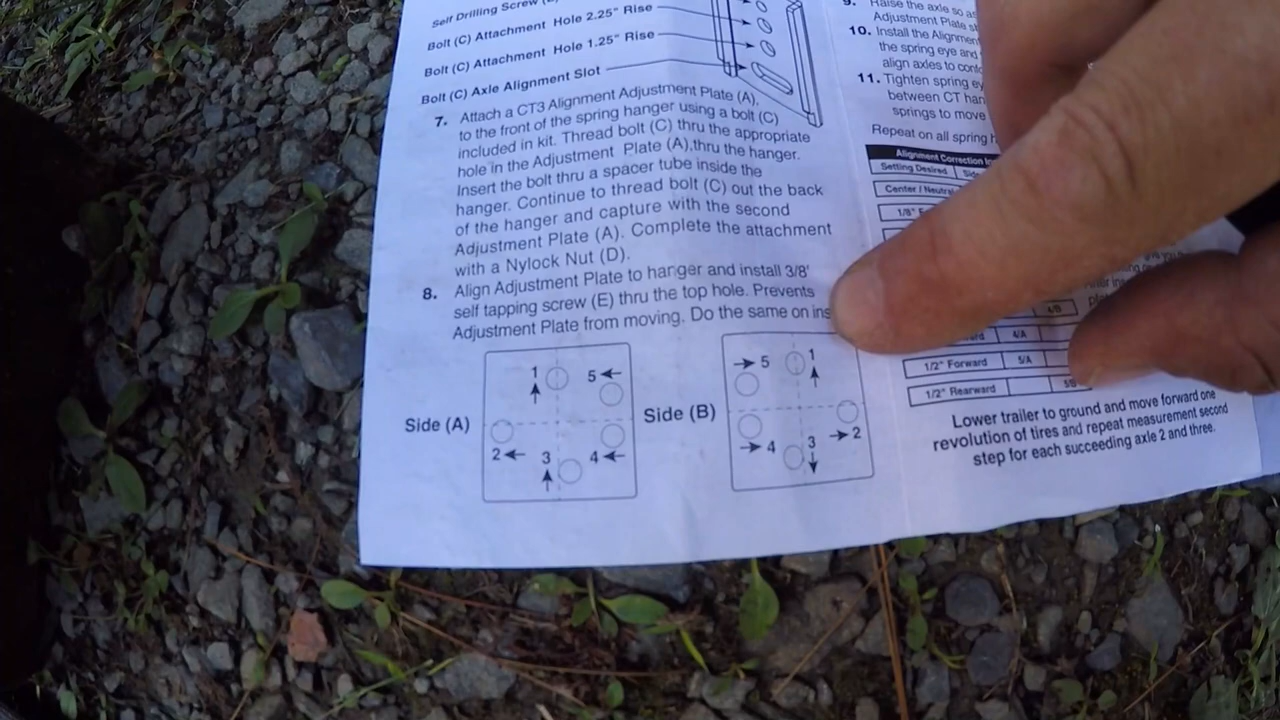 Self Drilling Screw
Bolt (C) Attachment Hole 2.25" Rise
Bolt (C) Attachment Hole 1.25" Rise
Bolt (C) Axle Alignment Slot
7. Attach a CT3 Alignment Adjustment Plate (A),
to the front of the spring hanger using a bolt (C)
included in kit. Thread bolt (C) thru the appropriate
hole in the Adjustment Plate (A),thru the hanger.
Insert the bolt thru a spacer tube inside the
hanger. Continue to thread bolt (C) out the back
of the hanger and capture with the second
Adjustment Plate (A). Complete the attachment
with a Nylock Nut (D).
8. Align Adjustment Plate to hanger and install 3/8'
self tapping screw (E) thru the top hole. Prevents
Adjustment Plate from moving. Do the same on ins
Side (A)
1 5
2 3 4
Side (B)
5 1
4 3 2
9. Raise the axle so as
Adjustment Plate
10. Install the Alignment
the spring eye and
align axles to
11. Tighten spring
between CT
springs to move
Repeat on all spring
Alignment Correction
Setting Desired
Center / Neutral
1/8"
4/B
4/A
1/2" Forward 5/A
1/2" Rearward 5/B
Lower trailer to ground and move forward one
revolution of tires and repeat measurement second
step for each succeeding axle 2 and three.